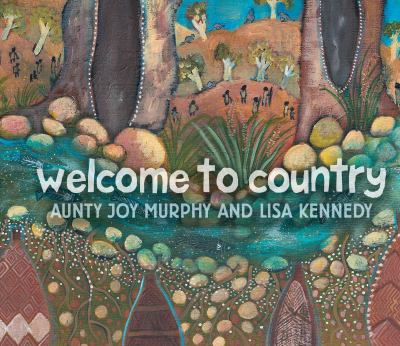 welcome to country
AUNTY JOY MURPHY AND LISA KENNEDY